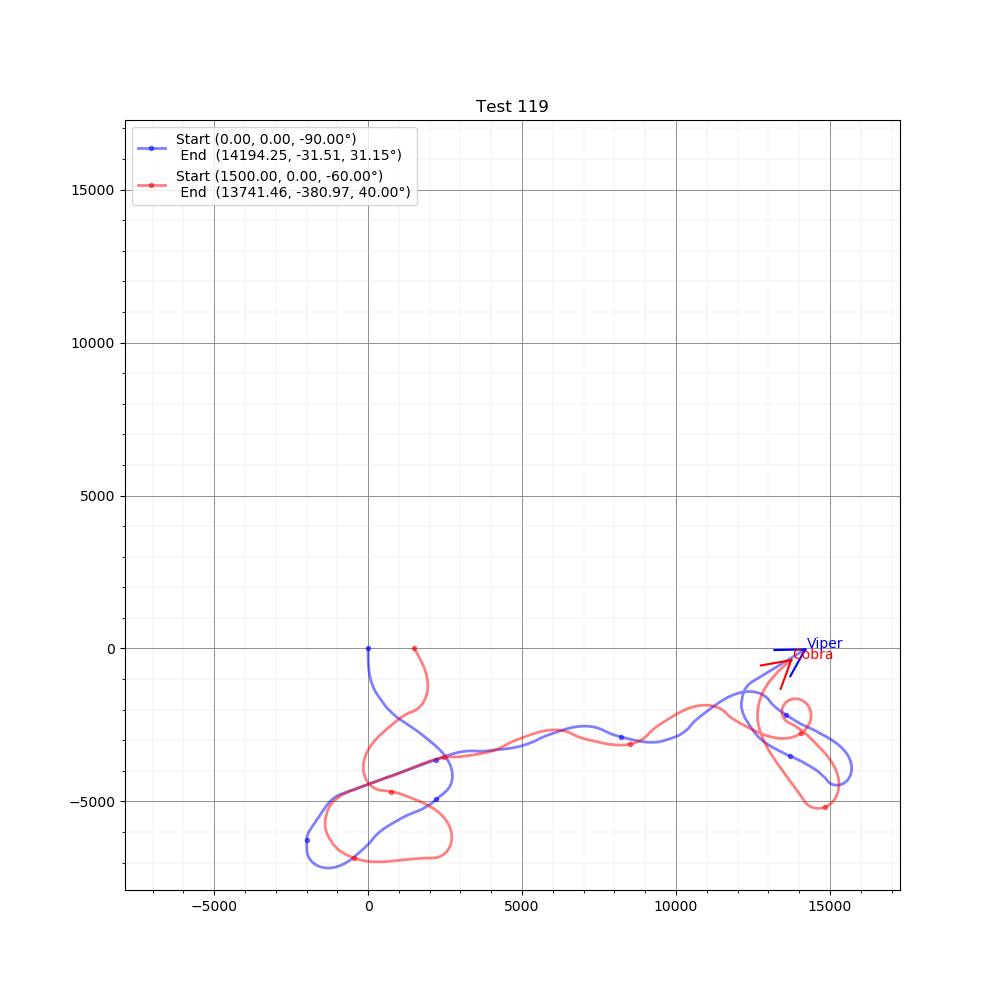 Test 119
Start (0.00, 0.00, -90.00°)
End  (14194.25, -31.51, 31.15°)
Start (1500.00, 0.00, -60.00°)
End  (13741.46, -380.97, 40.00°)
15000
10000
5000
0
−5000
Viper
Cobra
−5000
0
5000
10000
15000